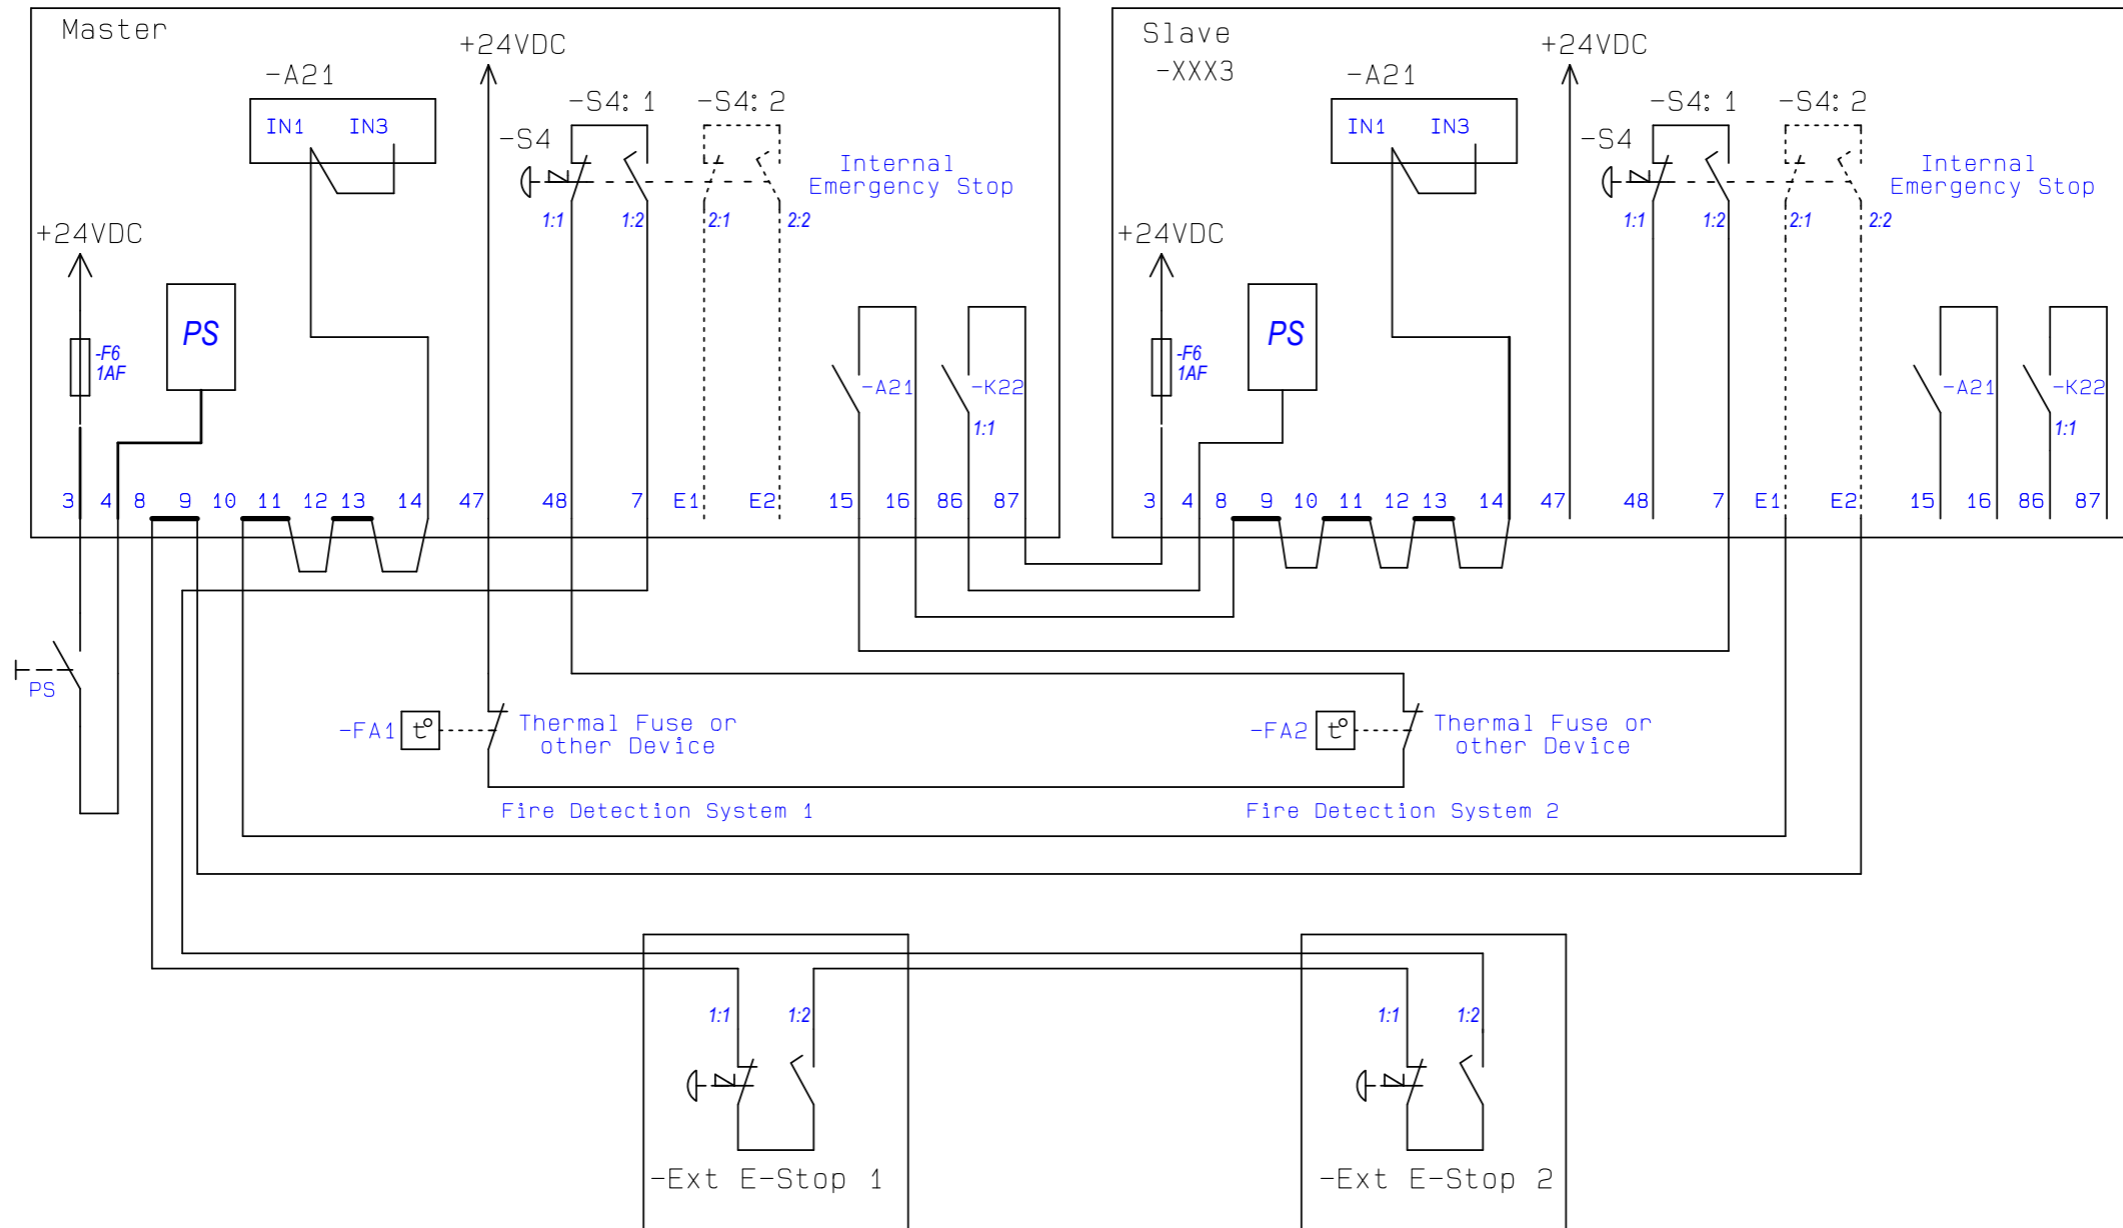 Master
-A21
IN1 IN3
+24VDC
-S4:1 -S4:2
-S4
Internal
Emergency Stop
1:1 1:2 2:1 2:2
+24VDC
-F6
1AF
PS
-A21
-K22
1:1
3 4 8 9 10 11 12 13 14 47 48 7 E1 E2 15 16 86 87
Slave
-XXX3
-A21
IN1 IN3
+24VDC
-S4:1 -S4:2
-S4
Internal
Emergency Stop
1:1 1:2 2:1 2:2
+24VDC
-F6
1AF
PS
-A21
-K22
1:1
3 4 8 9 10 11 12 13 14 47 48 7 E1 E2 15 16 86 87
PS
-FA1 t° Thermal Fuse or
other Device
Fire Detection System 1
-FA2 t° Thermal Fuse or
other Device
Fire Detection System 2
1:1 1:2
-Ext E-Stop 1
1:1 1:2
-Ext E-Stop 2